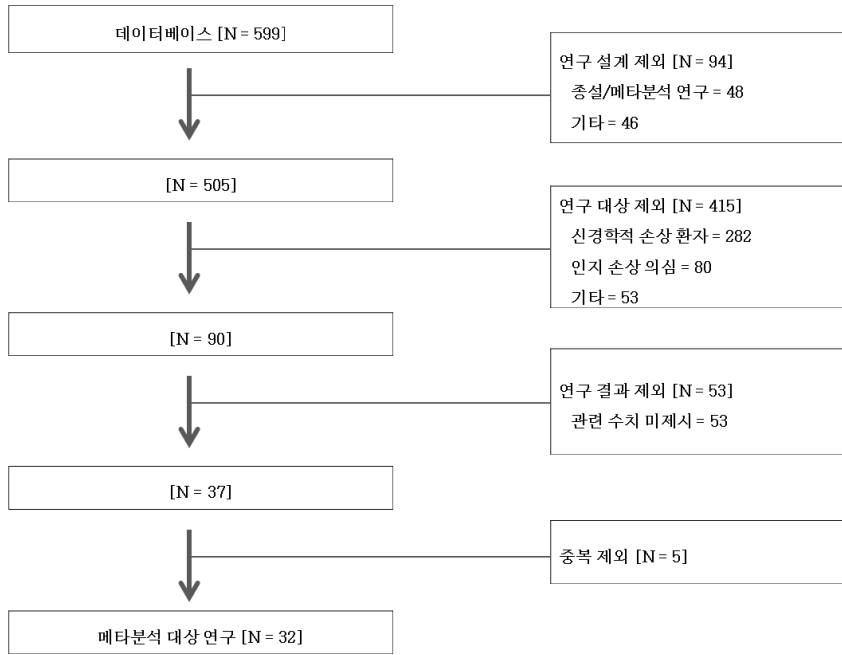 데이터베이스 [N = 599]
연구 설계 제외 [N = 94]
종설/메타분석 연구 = 48
기타 = 46
[N = 505]
연구 대상 제외 [N = 415]
신경학적 손상 환자 = 282
인지 손상 의심 = 80
기타 = 53
[N = 90]
연구 결과 제외 [N = 53]
관련 수치 미제시 = 53
[N = 37]
중복 제외 [N = 5]
메타분석 대상 연구 [N = 32]